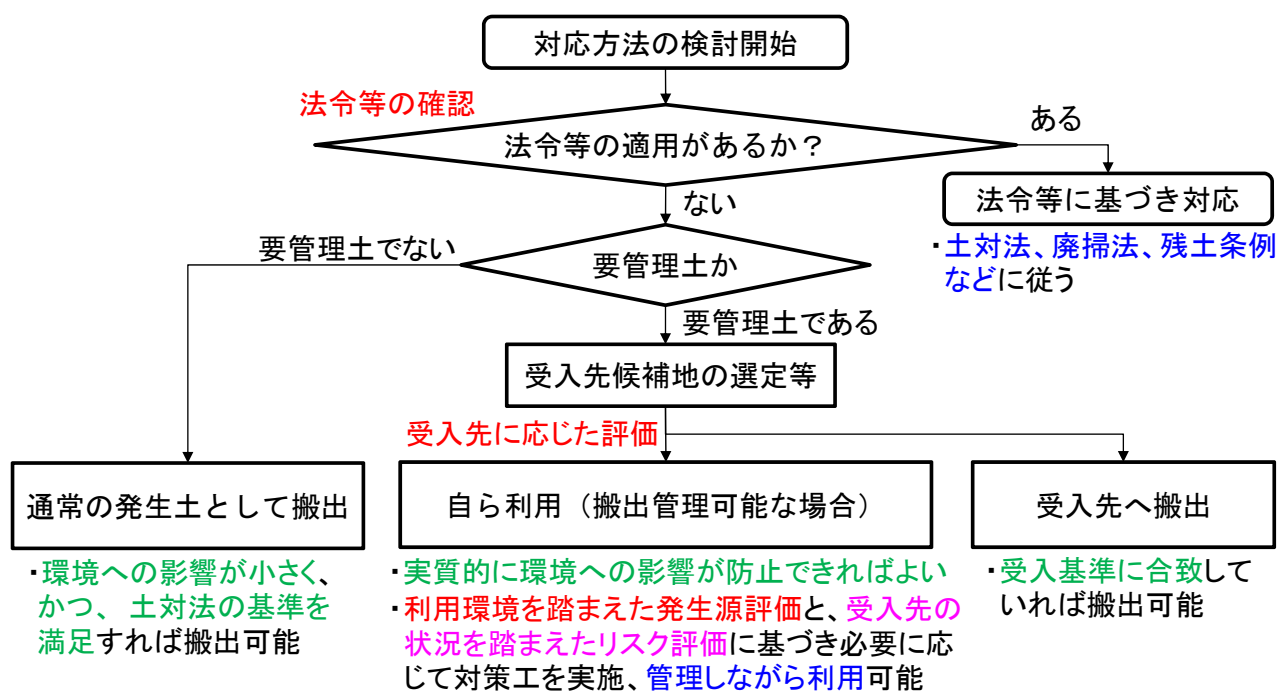 対応方法の検討開始
法令等の確認
法令等の適用があるか？
ある
法令等に基づき対応
・土対法、廃掃法、残土条例
などに従う
ない
要管理土でない
要管理土か
要管理土である
受入先候補地の選定等
受入先に応じた評価
通常の発生土として搬出
・環境への影響が小さく、
かつ、 土対法の基準を
満足すれば搬出可能
自ら利用（搬出管理可能な場合）
・実質的に環境への影響が防止できればよい
・利用環境を踏まえた発生源評価と、受入先の
状況を踏まえたリスク評価に基づき必要に応
じて対策工を実施、管理しながら利用可能
受入先へ搬出
・受入基準に合致して
いれば搬出可能